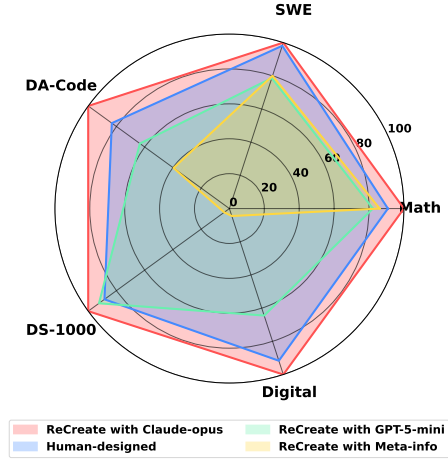 SWE
DA-Code
100
80
60
40
20
0
Math
DS-1000
Digital
ReCreate with Claude-opus
ReCreate with GPT-5-mini
Human-designed
ReCreate with Meta-info